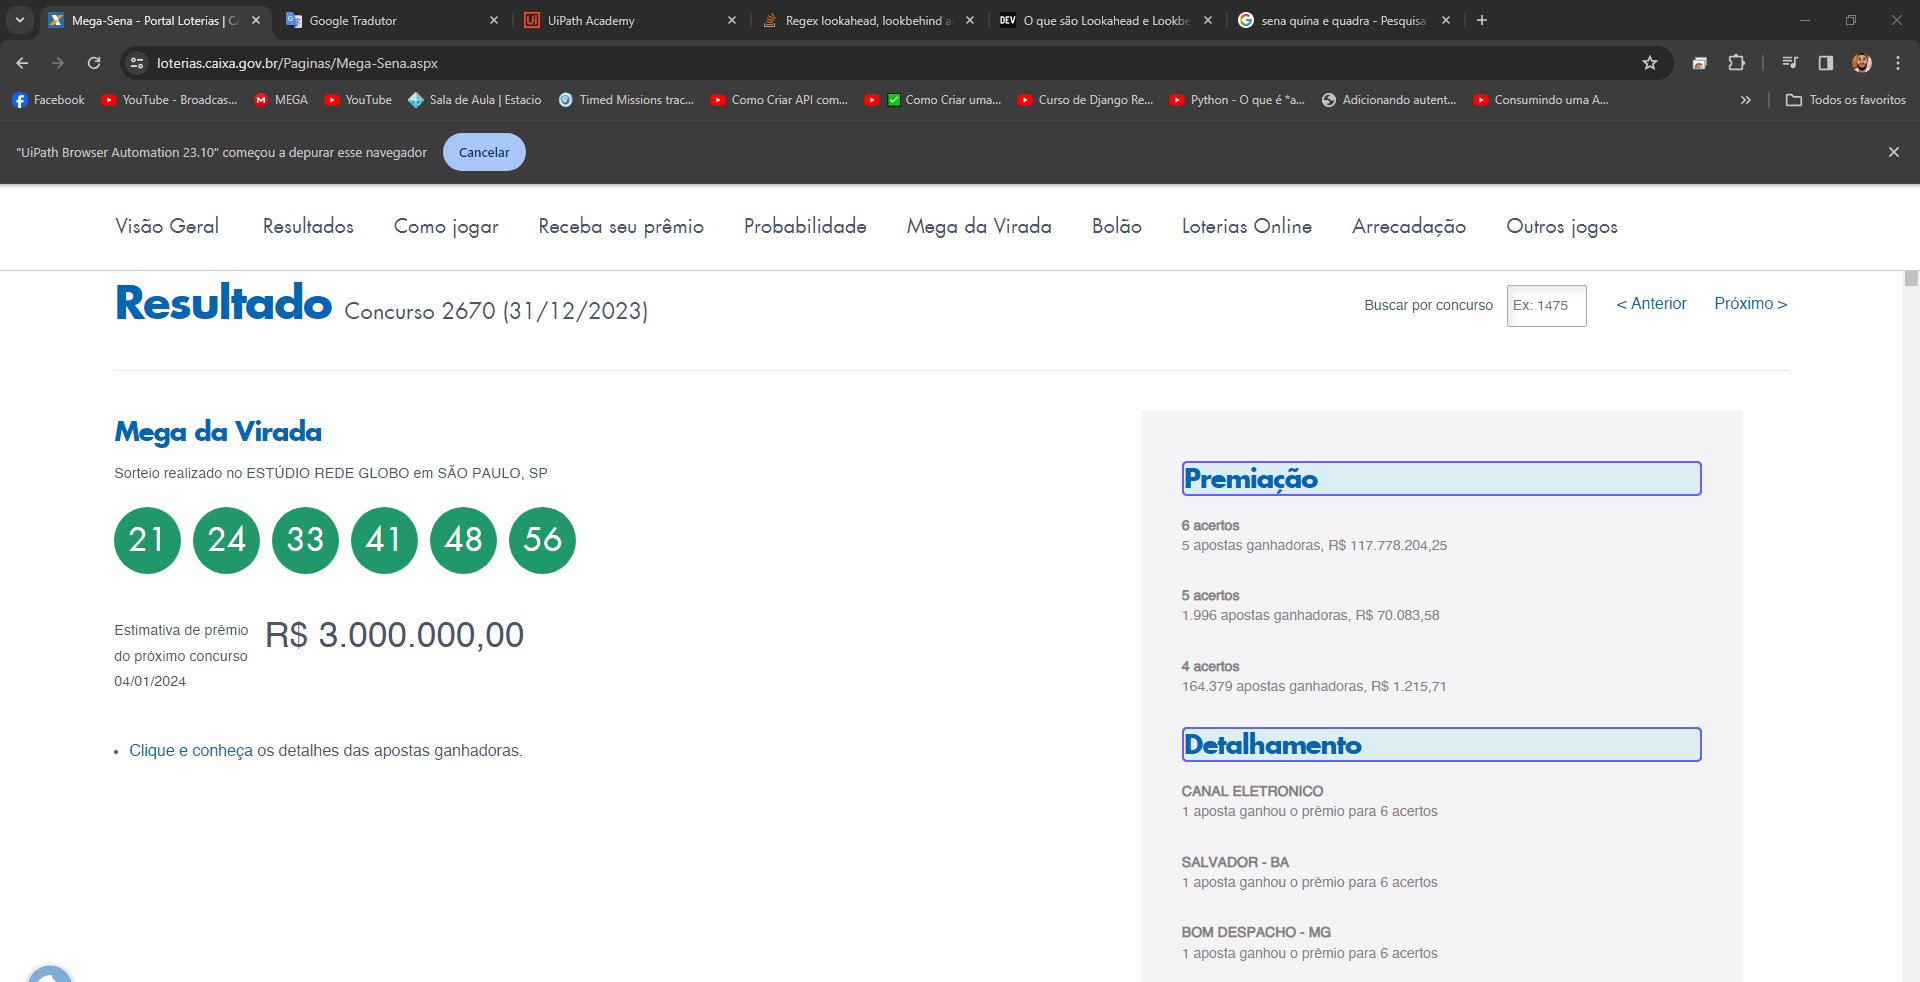 Mega-Sena - Portal Loterias | CA
Google Tradutor
UiPath Academy
Regex lookahead, lookbehind a
DEV O que são Lookahead e Lookbe
sena quina e quadra - Pesquisa
loterias.caixa.gov.br/Paginas/Mega-Sena.aspx
Facebook
YouTube - Broadcas...
MEGA
YouTube
Sala de Aula | Estacio
Timed Missions trac...
Como Criar API com...
Como Criar uma...
Curso de Django Re...
Python - O que é *a...
Adicionando autent...
Consumindo uma A...
Todos os favoritos
"UiPath Browser Automation 23.10" começou a depurar esse navegador
Cancelar
Visão Geral
Resultados
Como jogar
Receba seu prêmio
Probabilidade
Mega da Virada
Bolão
Loterias Online
Arrecadação
Outros jogos
Resultado Concurso 2670 (31/12/2023)
Buscar por concurso
Ex: 1475
< Anterior
Próximo >
Mega da Virada
Sorteio realizado no ESTÚDIO REDE GLOBO em SÃO PAULO, SP
21 24 33 41 48 56
Estimativa de prêmio
do próximo concurso
04/01/2024
R$ 3.000.000,00
Clique e conheça os detalhes das apostas ganhadoras.
Premiação
6 acertos
5 apostas ganhadoras, R$ 117.778.204,25
5 acertos
1.996 apostas ganhadoras, R$ 70.083,58
4 acertos
164.379 apostas ganhadoras, R$ 1.215,71
Detalhamento
CANAL ELETRONICO
1 aposta ganhou o prêmio para 6 acertos
SALVADOR - BA
1 aposta ganhou o prêmio para 6 acertos
BOM DESPACHO - MG
1 aposta ganhou o prêmio para 6 acertos